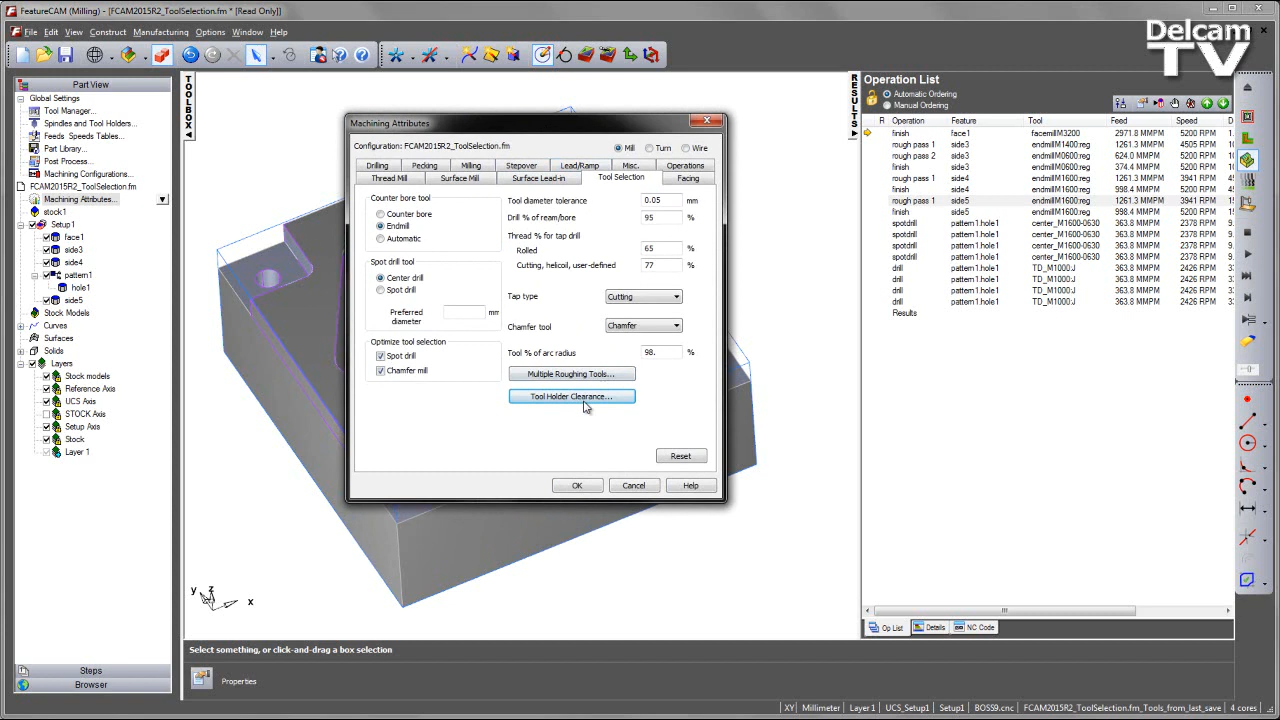 FeatureCAM (Milling) - [FCAM2015R2_ToolSelection.fm * [Read Only]]
File Edit View Construct Manufacturing Options Window Help
Delcam
TV
Part View
Global Settings
Tool Manager...
Spindles and Tool Holders...
Feeds Speeds Tables...
Part Library...
Post Process...
Machining Configurations...
FCAM2015R2_ToolSelection.fm
Machining Attributes...
stock1
Setup1
face1
side3
side4
pattern1
hole1
side5
Stock Models
Curves
Surfaces
Solids
Layers
Stock models
Reference Axis
UCS Axis
STOCK Axis
Setup Axis
Stock
Layer 1
Steps
Browser
TOOLBOX
Machining Attributes
Configuration: FCAM2015R2_ToolSelection.fm
Mill Turn Wire
Drilling Pecking Milling Stepover Lead/Ramp Misc. Operations
Thread Mill Surface Mill Surface Lead-in Tool Selection Facing
Counter bore tool
Counter bore
Endmill
Automatic
Spot drill tool
Center drill
Spot drill
Preferred diameter mm
Optimize tool selection
Spot drill
Chamfer mill
Tool diameter tolerance 0.05 mm
Drill % of ream/bore 95 %
Thread % for tap drill
Rolled 65 %
Cutting, helicoil, user-defined 77 %
Tap type Cutting
Chamfer tool Chamfer
Tool % of arc radius 98. %
Multiple Roughing Tools...
Tool Holder Clearance...
Reset
OK Cancel Help
z
y
x
RESULTS
Operation List
Automatic Ordering
Manual Ordering
R Operation Feature Tool Feed Speed D
finish face1 facemillM3200 2971.8 MMPM 5200 RPM
rough pass 1 side3 endmillM1400:reg 1261.3 MMPM 4505
rough pass 2 side3 endmillM0600:reg 624.0 MMPM 5200 RPM
finish side3 endmillM0600:reg 374.4 MMPM 5200 RPM
rough pass 1 side4 endmillM1600:reg 1261.3 MMPM 3941 RPM
finish side4 endmillM1600:reg 998.4 MMPM 5200 RPM
rough pass 1 side5 endmillM1600:reg 1261.3 MMPM 3941 RPM
finish side5 endmillM1600:reg 998.4 MMPM 5200 RPM
spotdrill pattern1.hole1 center_M1600-0630 363.8 MMPM 2378 RPM
spotdrill pattern1.hole1 center_M1600-0630 363.8 MMPM 2378 RPM
spotdrill pattern1.hole1 center_M1600-0630 363.8 MMPM 2378 RPM
spotdrill pattern1.hole1 center_M1600-0630 363.8 MMPM 2378 RPM
drill pattern1.hole1 TD_M1000:J 363.8 MMPM 2426 RPM
drill pattern1.hole1 TD_M1000:J 363.8 MMPM 2426 RPM
drill pattern1.hole1 TD_M1000:J 363.8 MMPM 2426 RPM
drill pattern1.hole1 TD_M1000:J 363.8 MMPM 2426 RPM
Results
Op List Details NC Code
Select something, or click-and-drag a box selection
Properties
XY Millimeter Layer 1 UCS_Setup1 Setup1 BOSS9.cnc FCAM2015R2_ToolSelection.fm_Tools_from_last_save 4 cores